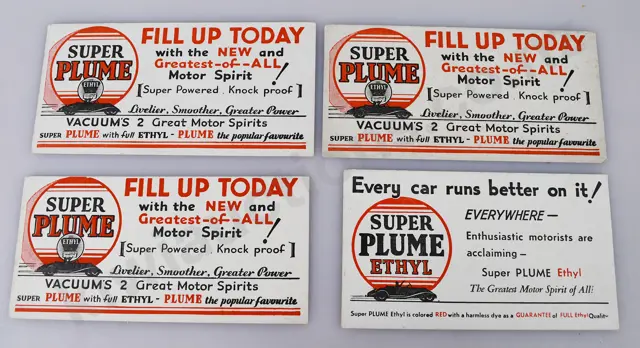 SUPER
PLUME
ETHYL
FILL UP TODAY
with the NEW and
Greatest-of-ALL
Motor Spirit!
[Super Powered, Knock proof]
Livelier, Smoother, Greater Power
VACUUM'S 2 Great Motor Spirits
SUPER PLUME with full ETHYL - PLUME the popular favourite
SUPER
PLUME
ETHYL
FILL UP TODAY
with the NEW and
Greatest-of-ALL
Motor Spirit!
[Super Powered, Knock proof]
Livelier, Smoother, Greater Power
VACUUM'S 2 Great Motor Spirits
SUPER PLUME with full ETHYL - PLUME the popular favourite
SUPER
PLUME
ETHYL
FILL UP TODAY
with the NEW and
Greatest-of-ALL
Motor Spirit!
[Super Powered, Knock proof]
Livelier, Smoother, Greater Power
VACUUM'S 2 Great Motor Spirits
SUPER PLUME with full ETHYL - PLUME the popular favourite
Every car runs better on it!
SUPER
PLUME
ETHYL
EVERYWHERE —
Enthusiastic motorists are
acclaiming —
Super PLUME Ethyl
The Greatest Motor Spirit of All!
Super PLUME Ethyl is colored RED with a harmless dye as a GUARANTEE of FULL Ethyl Quality